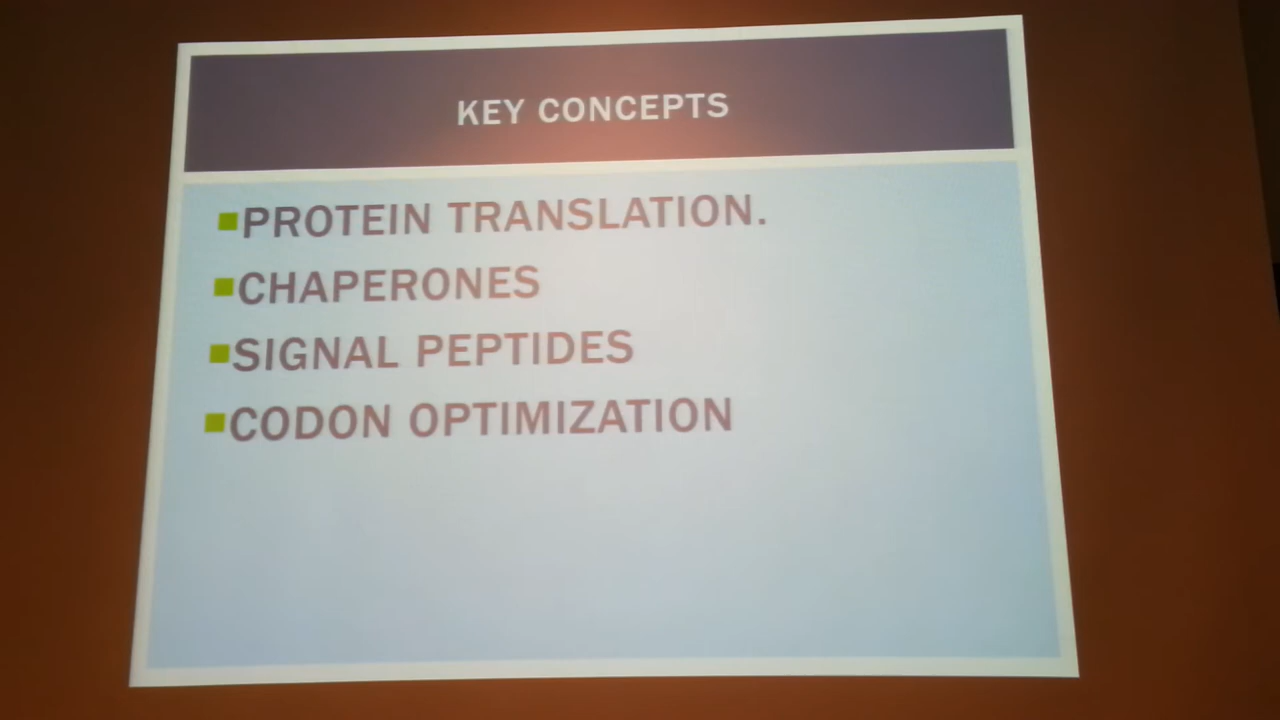 KEY CONCEPTS
PROTEIN TRANSLATION.
CHAPERONES
SIGNAL PEPTIDES
CODON OPTIMIZATION